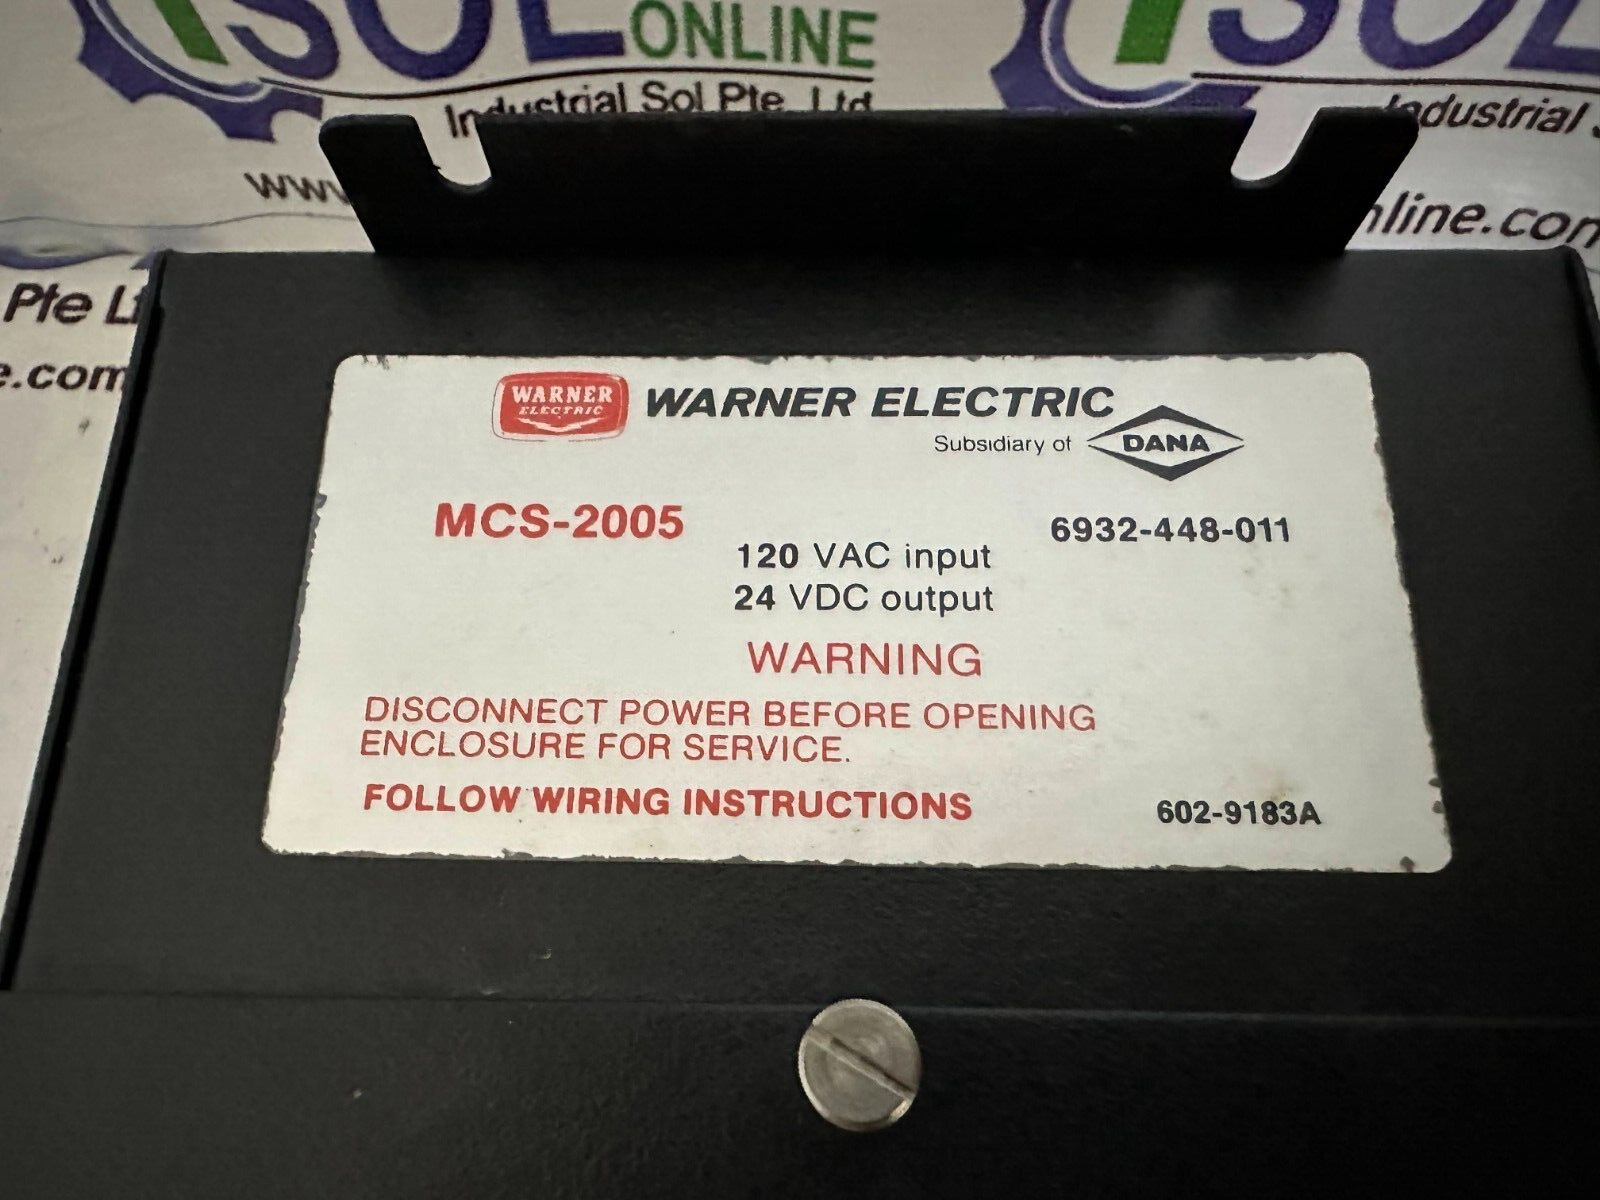 SOL ONLINE
Industrial Sol Pte. Ltd
www
Industrial
nline.com
Pte
e.com
WARNER
ELECTRIC
WARNER ELECTRIC
Subsidiary of DANA
MCS-2005
6932-448-011
120 VAC input
24 VDC output
WARNING
DISCONNECT POWER BEFORE OPENING
ENCLOSURE FOR SERVICE.
FOLLOW WIRING INSTRUCTIONS
602-9183A